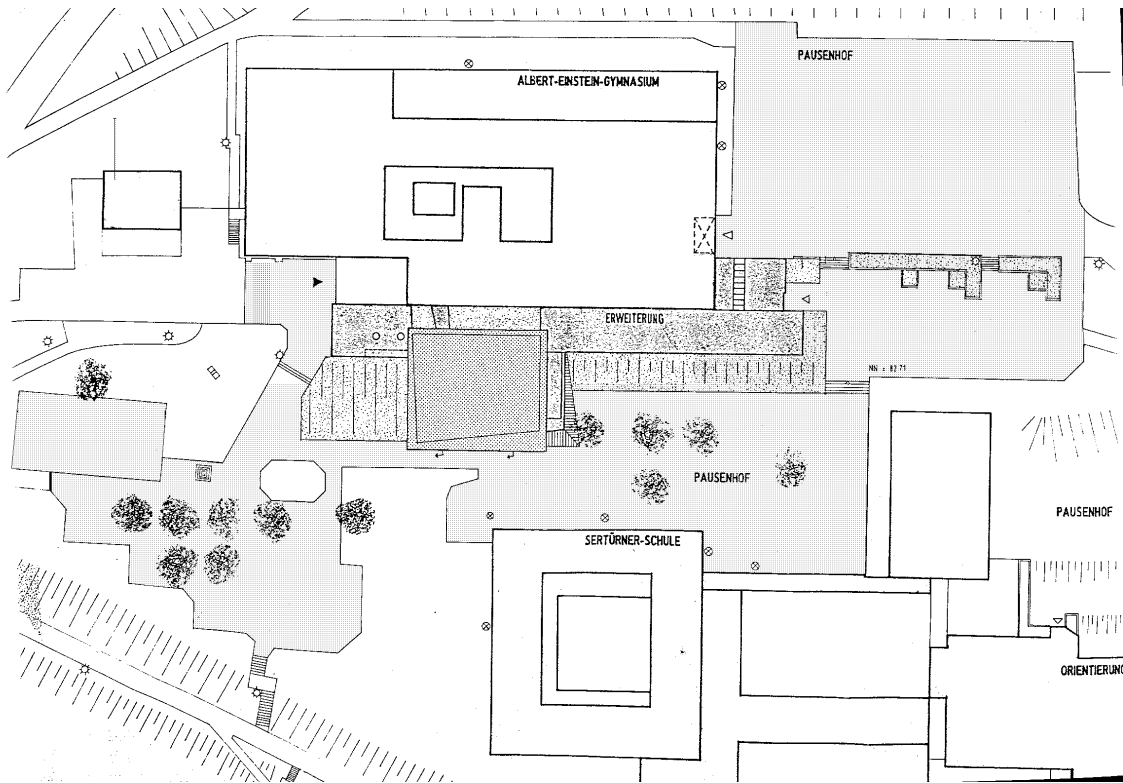 PAUSENHOF
ALBERT-EINSTEIN-GYMNASIUM
ERWEITERUNG
NN + 82 71
PAUSENHOF
PAUSENHOF
SERTÜRNER-SCHULE
ORIENTIERUNG